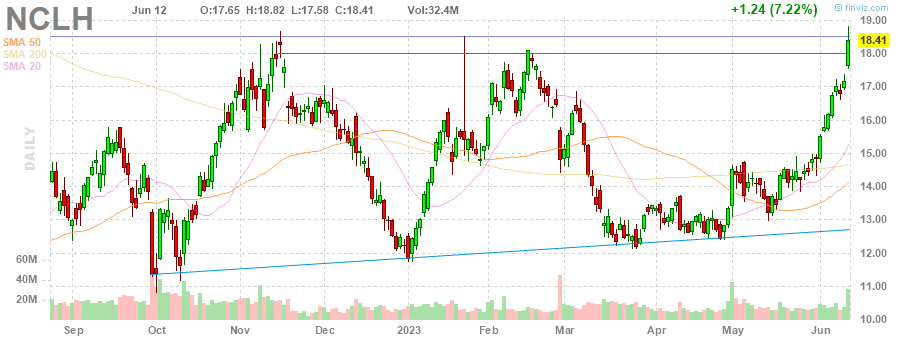 NCLH Jun 12 O:17.65 H:18.82 L:17.58 C:18.41 Vol:32.4M +1.24 (7.22%) © finviz.com
SMA 50
SMA 200
SMA 20
DAILY
19.00
18.41
18.00
17.00
16.00
15.00
14.00
13.00
12.00
11.00
10.00
60M
40M
20M
Sep Oct Nov Dec 2023 Feb Mar Apr May Jun